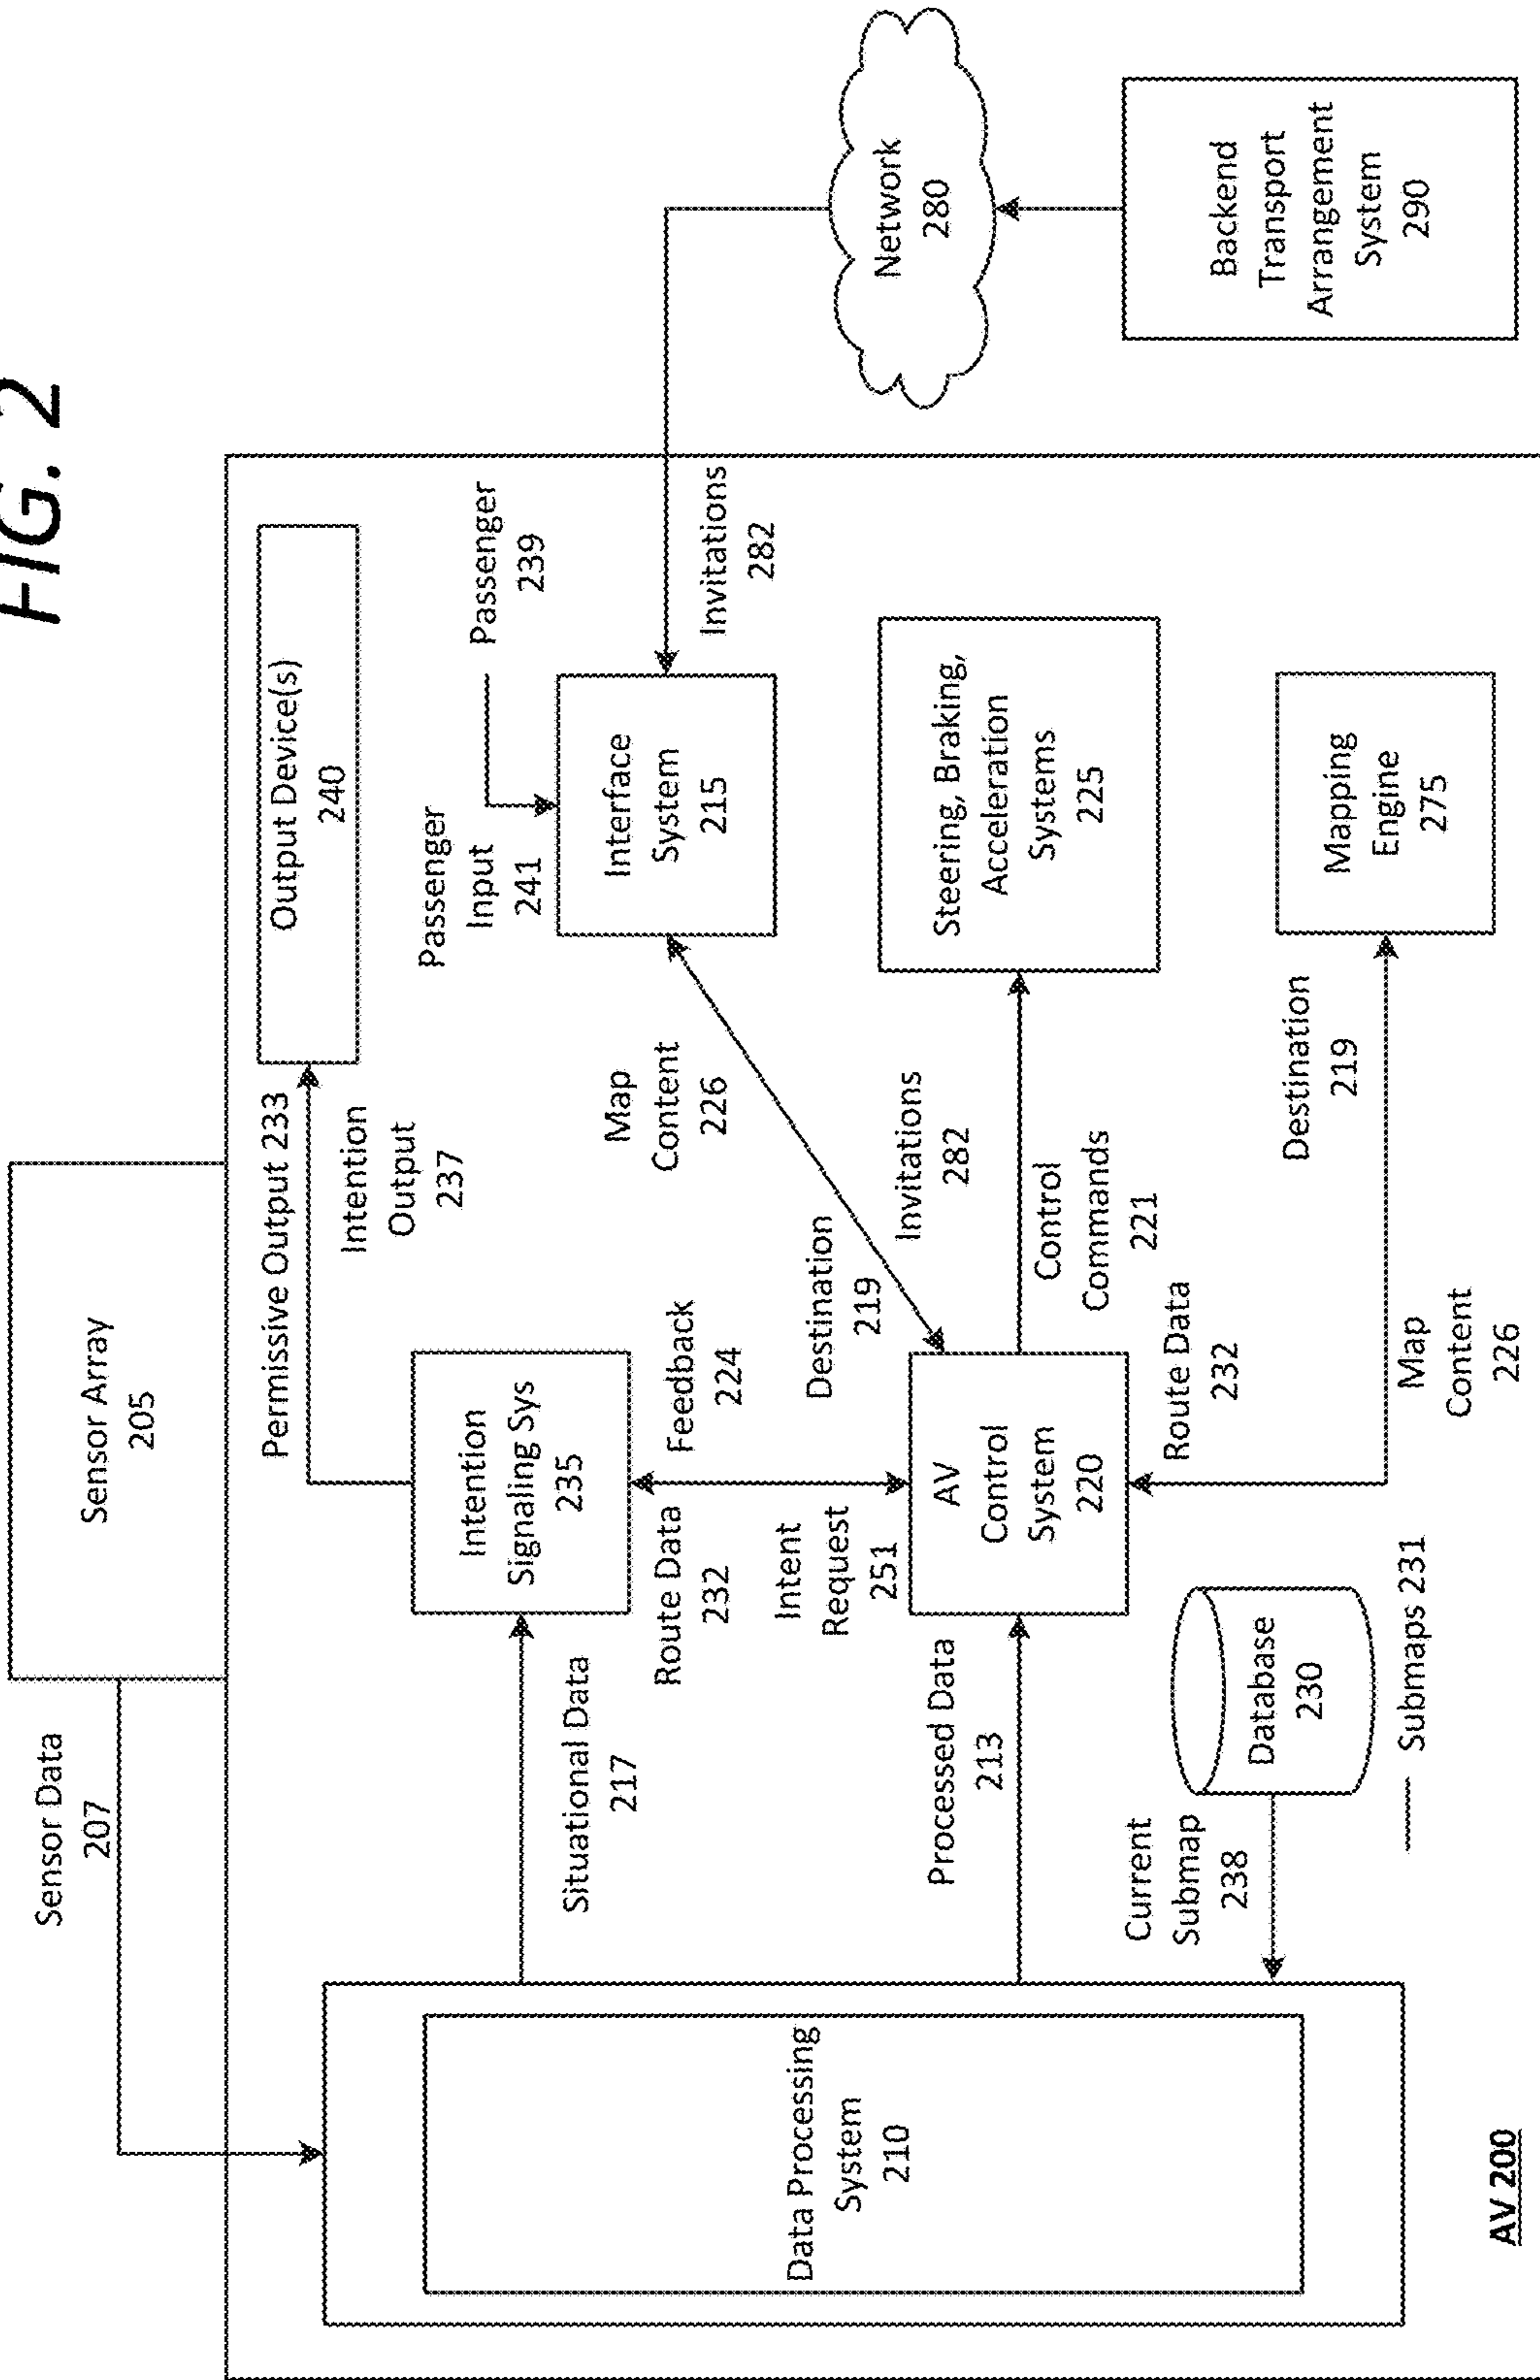 FIG. 2
Sensor Array
205
Sensor Data
207
Permissive Output 233
Intention
Output
237
Output Device(s)
240
Passenger
239
Passenger
Input
241
Intention
Signaling Sys
235
Situational Data
217
Route Data
232
Feedback
224
Intent
Request
251
Map
Content
226
Destination
219
Interface
System
215
Invitations
282
Invitations
282
Network
280
Data Processing
System
210
Processed Data
213
AV
Control
System
220
Control
Commands
221
Steering, Braking,
Acceleration
Systems
225
Current
Submap
238
Database
230
Submaps 231
Route Data
232
Destination
219
Map
Content
226
Mapping
Engine
275
Backend
Transport
Arrangement
System
290
AV 200